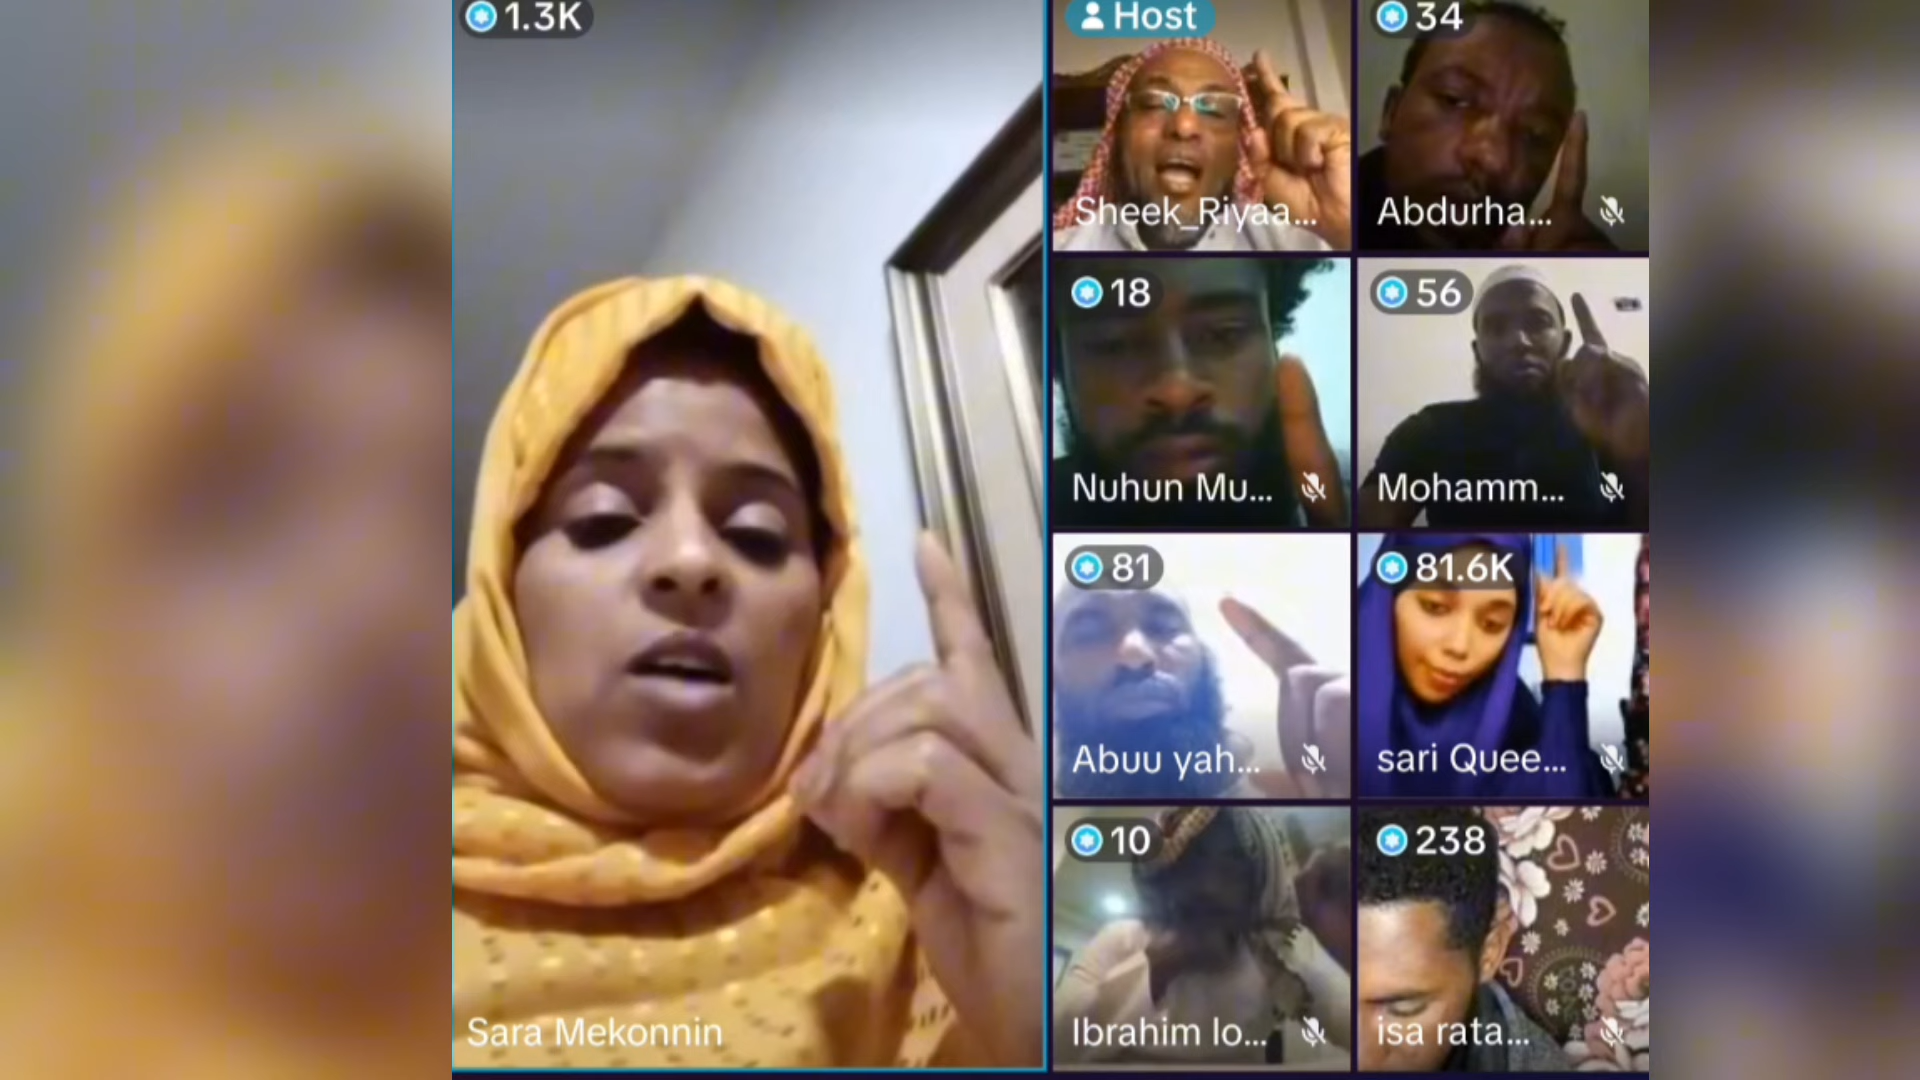 1.3K
Sara Mekonnin
Host
Sheek_Riyaa...
34
Abdurha...
18
Nuhun Mu...
56
Mohamm...
81
Abuu yah...
81.6K
sari Quee...
10
Ibrahim lo...
238
isa rata...